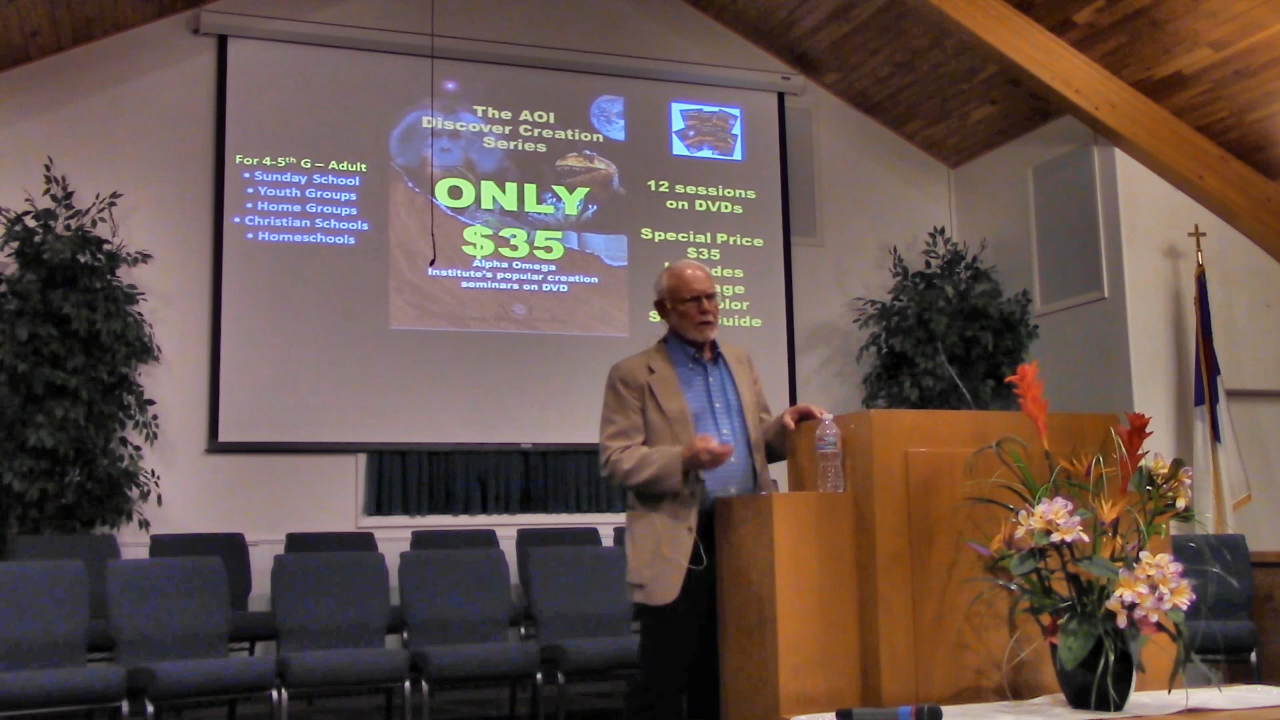 The AOI
Discover Creation
Series
For 4-5th G – Adult
• Sunday School
• Youth Groups
• Home Groups
• Christian Schools
• Homeschools
ONLY
$35
Alpha Omega
Institute's popular creation
seminars on DVD
12 sessions
on DVDs
Special Price
$35